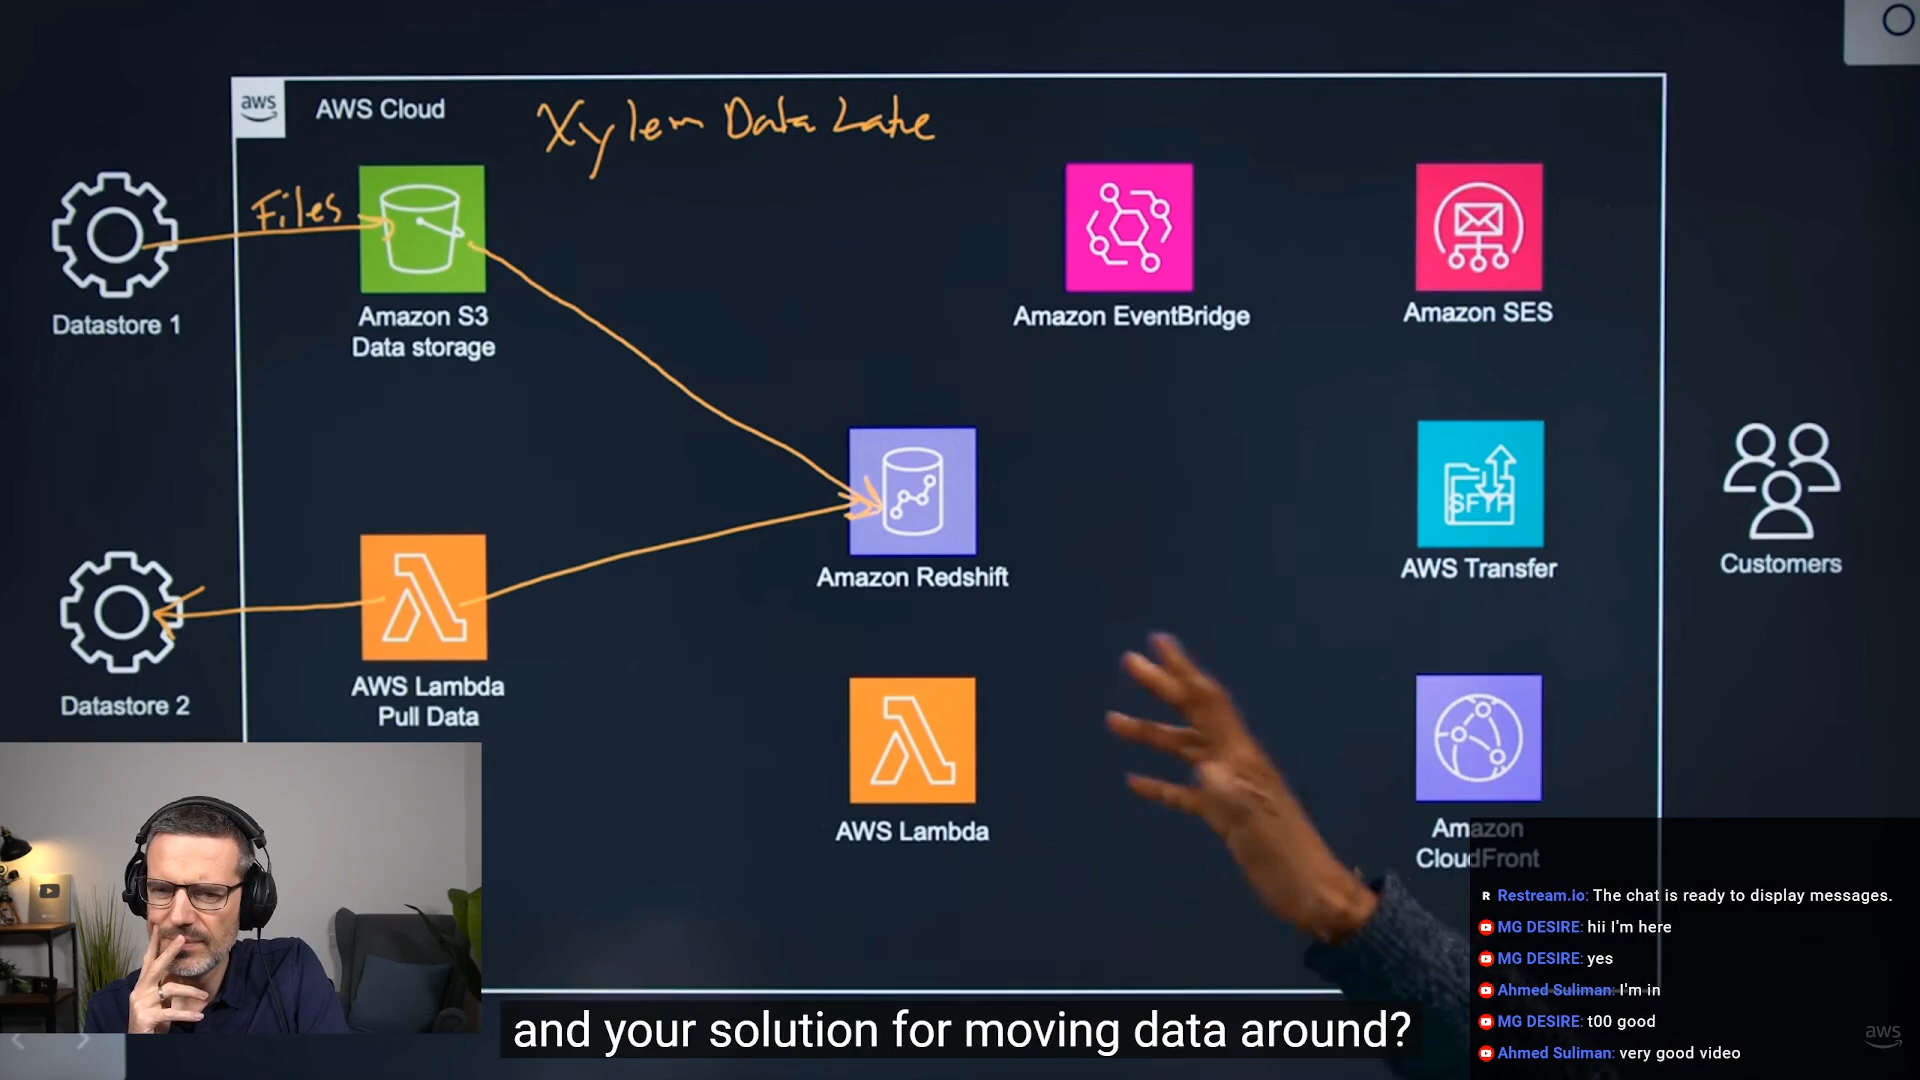 aws
AWS Cloud
Xylem Data Lake
Files
Datastore 1
Amazon S3
Data storage
Amazon EventBridge
Amazon SES
SFTP
Amazon Redshift
AWS Transfer
Customers
Datastore 2
AWS Lambda
Pull Data
AWS Lambda
Amazon
CloudFront
R Restream.io: The chat is ready to display messages.
MG DESIRE: hii I'm here
MG DESIRE: yes
Ahmed Suliman: I'm in
MG DESIRE: t00 good
Ahmed Suliman: very good video
and your solution for moving data around?
aws